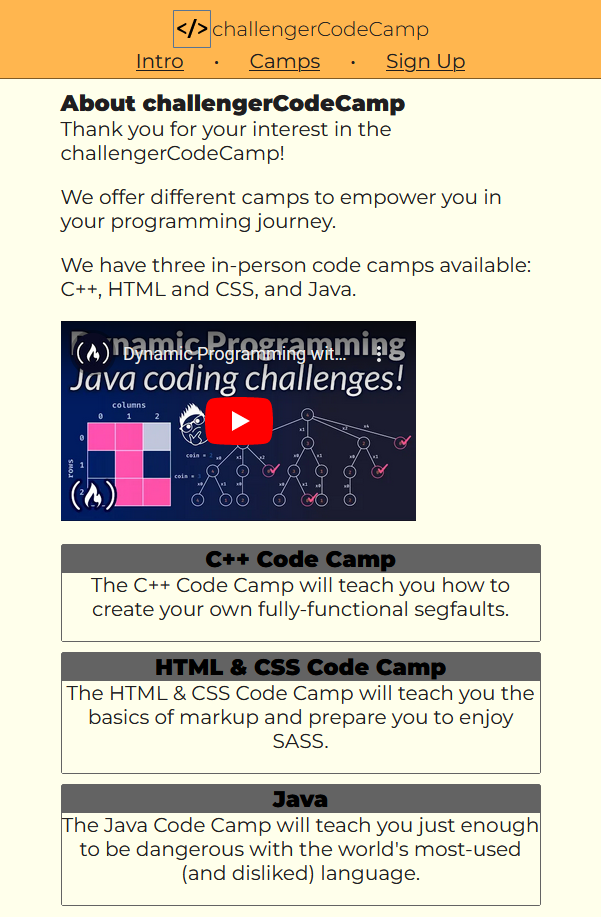 </>challengerCodeCamp
Intro • Camps • Sign Up
About challengerCodeCamp
Thank you for your interest in the
challengerCodeCamp!
We offer different camps to empower you in
your programming journey.
We have three in-person code camps available:
C++, HTML and CSS, and Java.
Dynamic Programming
Dynamic Programming wit...
Java coding challenges!
columns
0 1 2
0
rows
1
2
coin =
coin =
C++ Code Camp
The C++ Code Camp will teach you how to
create your own fully-functional segfaults.
HTML & CSS Code Camp
The HTML & CSS Code Camp will teach you the
basics of markup and prepare you to enjoy
SASS.
Java
The Java Code Camp will teach you just enough
to be dangerous with the world's most-used
(and disliked) language.